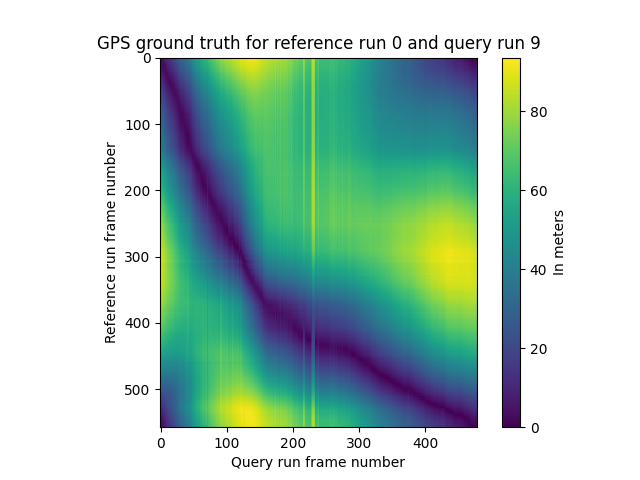 GPS ground truth for reference run 0 and query run 9
Reference run frame number
0
100
200
300
400
500
0 100 200 300 400
Query run frame number
80
60
40
20
0
In meters